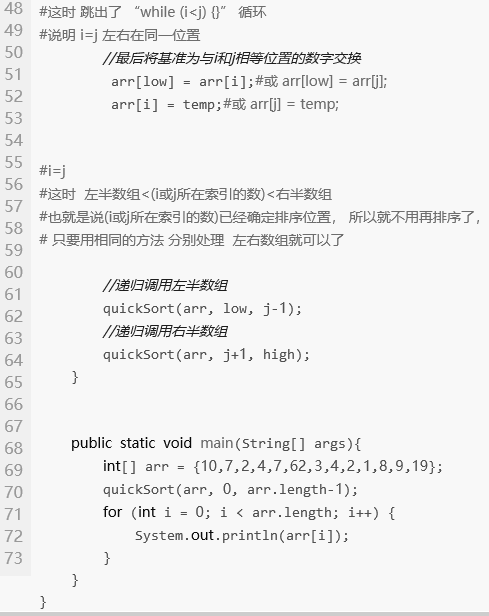 48 #这时 跳出了 “while (i<j) {}” 循环
49 #说明 i=j 左右在同一位置
50 //最后将基准为与i和j相等位置的数字交换
51 arr[low] = arr[i];#或 arr[low] = arr[j];
52 arr[i] = temp;#或 arr[j] = temp;
53
54
55 #i=j
56 #这时 左半数组<(i或j所在索引的数)<右半数组
57 #也就是说(i或j所在索引的数)已经确定排序位置， 所以就不用再排序了，
58 # 只要用相同的方法 分别处理 左右数组就可以了
59
60 //递归调用左半数组
61 quickSort(arr, low, j-1);
62 //递归调用右半数组
63 quickSort(arr, j+1, high);
64 }
65
66
67 public static void main(String[] args){
68 int[] arr = {10,7,2,4,7,62,3,4,2,1,8,9,19};
69 quickSort(arr, 0, arr.length-1);
70 for (int i = 0; i < arr.length; i++) {
71 System.out.println(arr[i]);
72 }
73 }
}